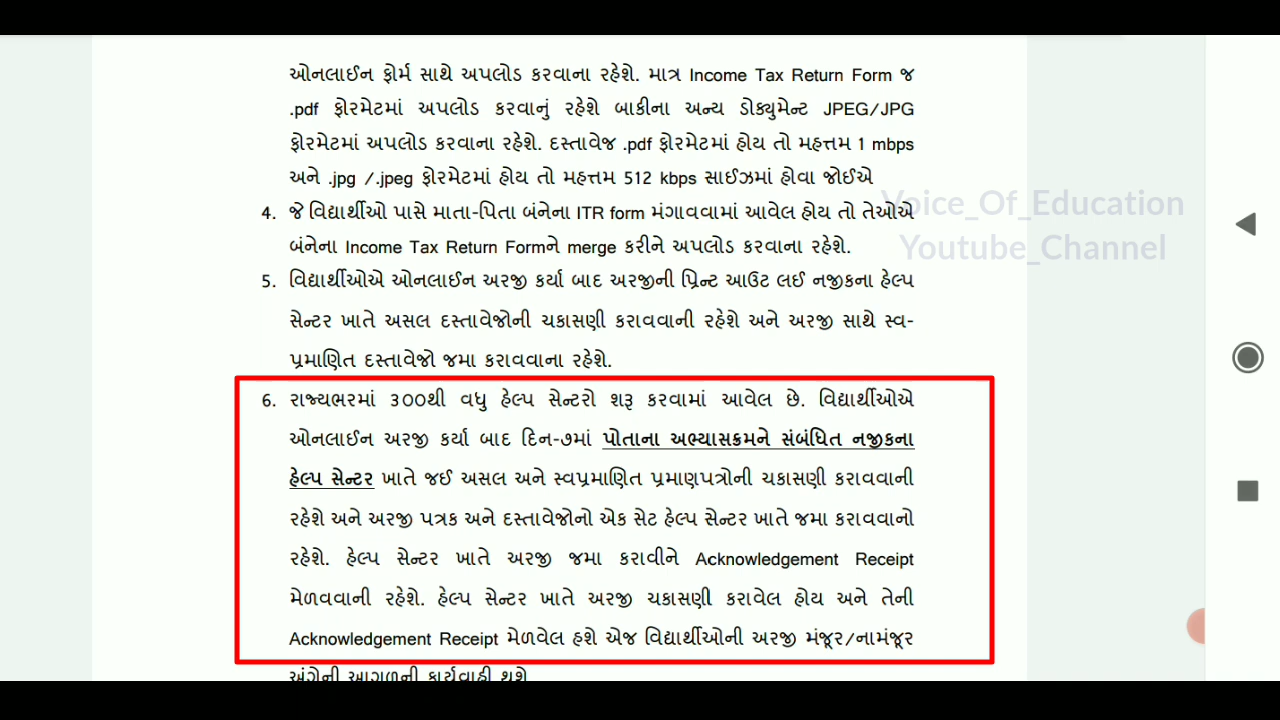 ઓનલાઈન ફોર્મ સાથે અપલોડ કરવાના રહેશે. માત્ર Income Tax Return Form જ
.pdf ફોરમેટમાં અપલોડ કરવાનું રહેશે બાકીના અન્ય ડોક્યુમેન્ટ JPEG/JPG
ફોરમેટમાં અપલોડ કરવાના રહેશે. દસ્તાવેજ .pdf ફોરમેટમાં હોય તો મહત્તમ 1 mbps
અને .jpg /.jpeg ફોરમેટમાં હોય તો મહત્તમ 512 kbps સાઈઝમાં હોવા જોઈએ
4. જે વિદ્યાર્થીઓ પાસે માતા-પિતા બંનેના ITR form મંગાવવામાં આવેલ હોય તો તેઓએ
બંનેના Income Tax Return Formને merge કરીને અપલોડ કરવાના રહેશે.
Voice_Of_Education
Youtube_Channel
5. વિદ્યાર્થીઓએ ઓનલાઈન અરજી કર્યા બાદ અરજીની પ્રિન્ટ આઉટ લઈ નજીકના હેલ્પ
સેન્ટર ખાતે અસલ દસ્તાવેજોની ચકાસણી કરાવવાની રહેશે અને અરજી સાથે સ્વ-
પ્રમાણિત દસ્તાવેજો જમા કરાવવાના રહેશે.
6. રાજ્યભરમાં ૩૦૦થી વધુ હેલ્પ સેન્ટરો શરૂ કરવામાં આવેલ છે. વિદ્યાર્થીઓએ
ઓનલાઈન અરજી કર્યા બાદ દિન-૭માં પોતાના અભ્યાસક્રમને સંબંધિત નજીકના
હેલ્પ સેન્ટર ખાતે જઈ અસલ અને સ્વપ્રમાણિત પ્રમાણપત્રોની ચકાસણી કરાવવાની
રહેશે અને અરજી પત્રક અને દસ્તાવેજોનો એક સેટ હેલ્પ સેન્ટર ખાતે જમા કરાવવાનો
રહેશે. હેલ્પ સેન્ટર ખાતે અરજી જમા કરાવીને Acknowledgement Receipt
મેળવવાની રહેશે. હેલ્પ સેન્ટર ખાતે અરજી ચકાસણી કરાવેલ હોય અને તેની
Acknowledgement Receipt મેળવેલ હશે એજ વિદ્યાર્થીઓની અરજી મંજૂર/નામંજૂર
અંગેની આગળની કાર્યવાહી થશે